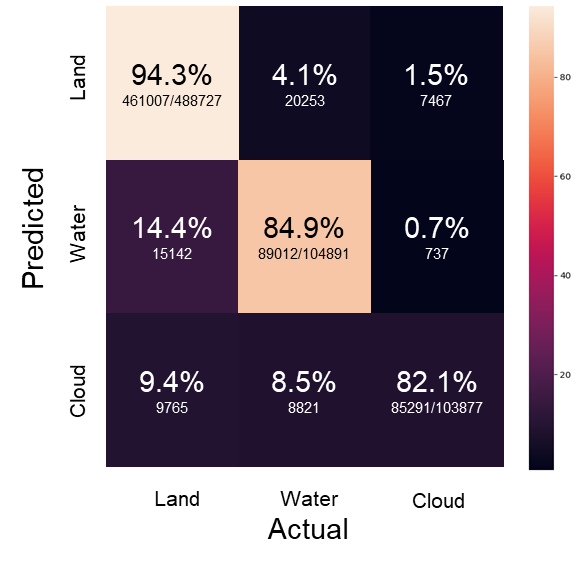 Land
94.3%
461007/488727
4.1%
20253
1.5%
7467
80
Predicted
Water
14.4%
15142
84.9%
89012/104891
0.7%
737
60
40
Cloud
9.4%
9765
8.5%
8821
82.1%
85291/103877
20
Land
Water
Cloud
Actual